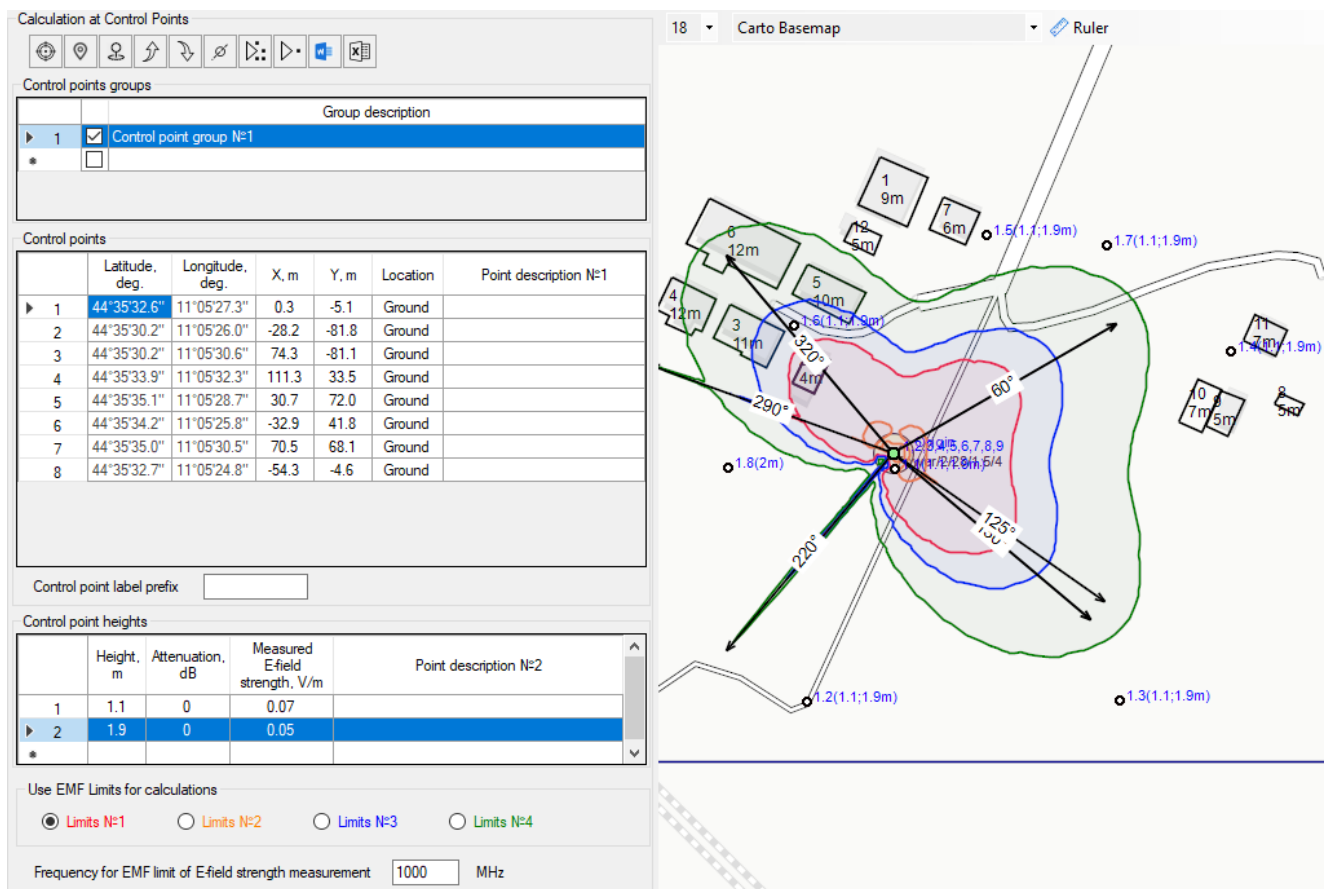 Calculation at Control Points
18 Carto Basemap Ruler
Control points groups
Group description
1 Control point group №1
*
Control points
Latitude, deg. Longitude, deg. X, m Y, m Location Point description №1
1 44°35'32.6" 11°05'27.3" 0.3 -5.1 Ground
2 44°35'30.2" 11°05'26.0" -28.2 -81.8 Ground
3 44°35'30.2" 11°05'30.6" 74.3 -81.1 Ground
4 44°35'33.9" 11°05'32.3" 111.3 33.5 Ground
5 44°35'35.1" 11°05'28.7" 30.7 72.0 Ground
6 44°35'34.2" 11°05'25.8" -32.9 41.8 Ground
7 44°35'35.0" 11°05'30.5" 70.5 68.1 Ground
8 44°35'32.7" 11°05'24.8" -54.3 -4.6 Ground
Control point label prefix
Control point heights
Height, m Attenuation, dB Measured E-field strength, V/m Point description №2
1 1.1 0 0.07
2 1.9 0 0.05
*
Use EMF Limits for calculations
Limits №1 Limits №2 Limits №3 Limits №4
Frequency for EMF limit of E-field strength measurement 1000 MHz
1
9m
7
6m
12
5m
6
12m
1.5(1.1;1.9m)
1.7(1.1;1.9m)
5
10m
4
12m
3
11m
1.6(1.1;1.9m)
320°
4m
11
7m
1.4(1.1;1.9m)
60°
290°
10
7m
9
5m
8
5m
1.8(2m)
125°
220°
1.2(1.1;1.9m)
1.3(1.1;1.9m)